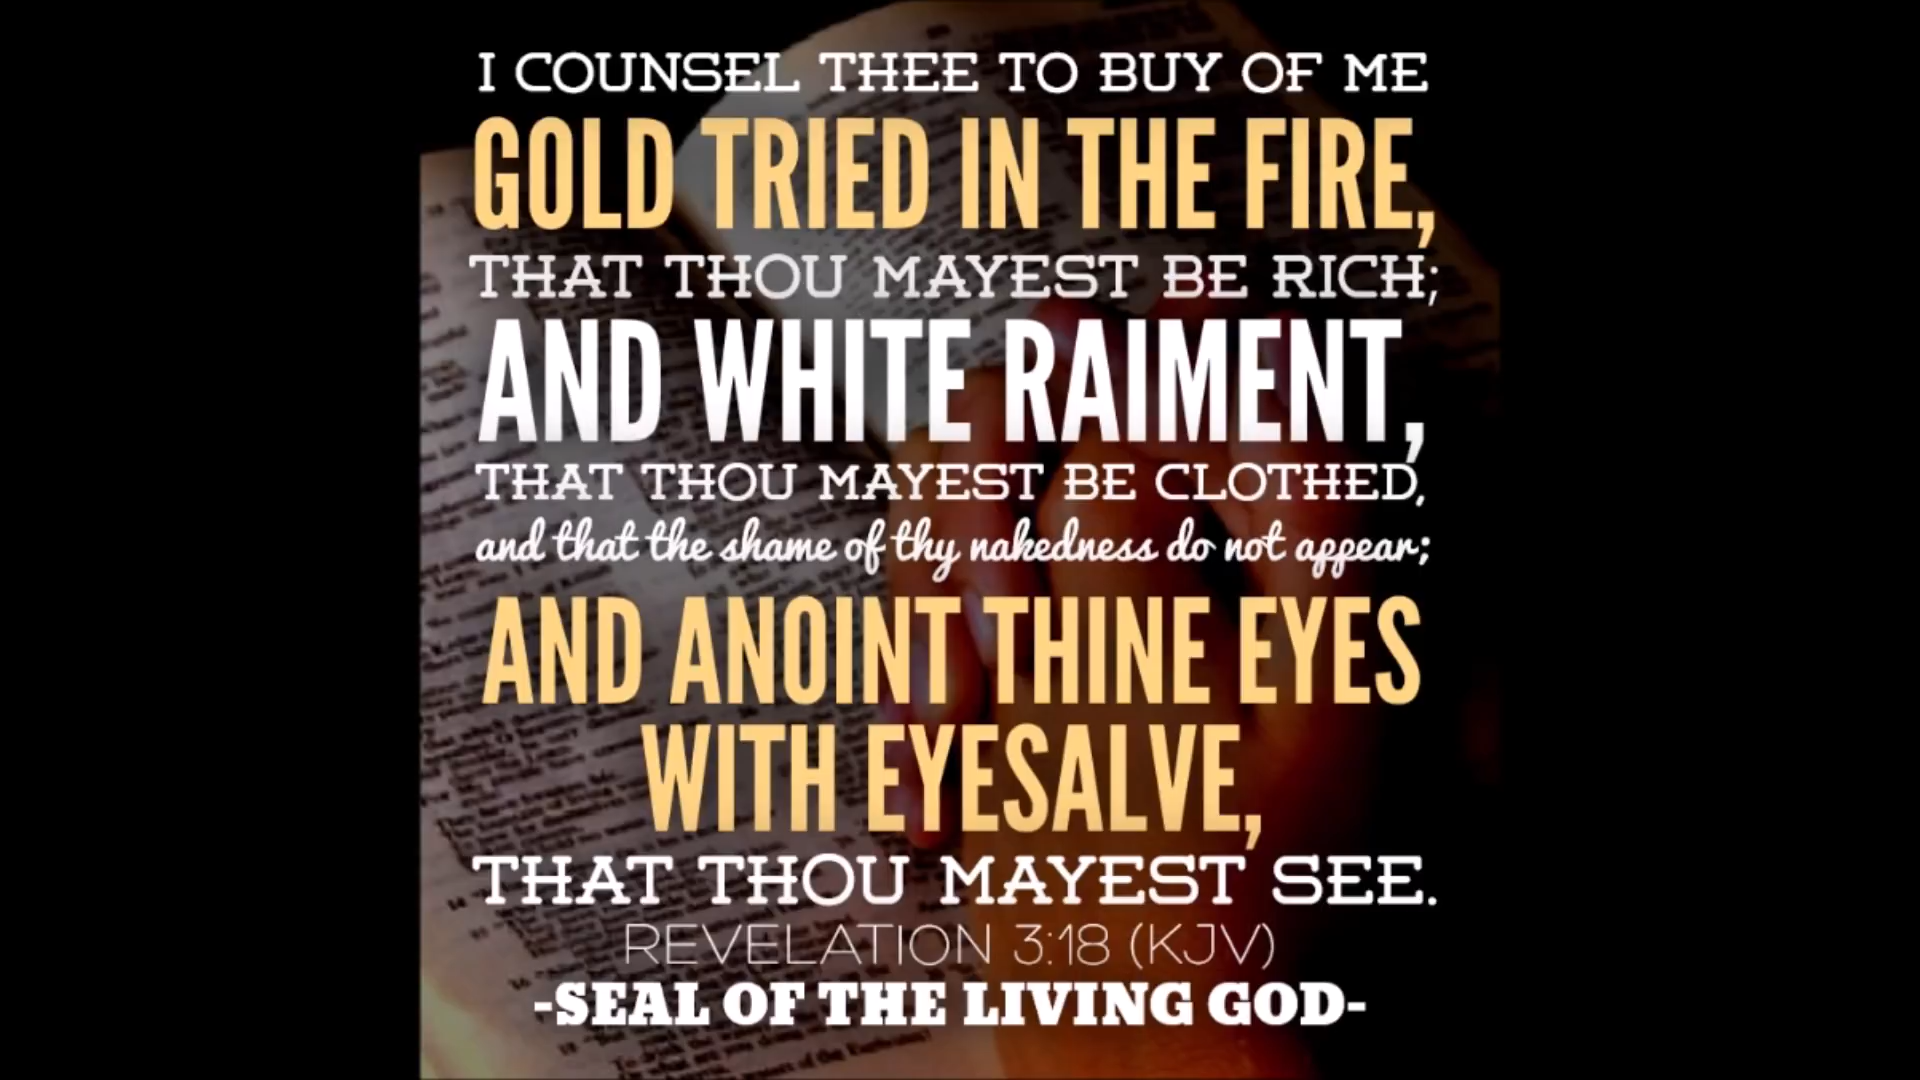 I COUNSEL THEE TO BUY OF ME
GOLD TRIED IN THE FIRE,
THAT THOU MAYEST BE RICH;
AND WHITE RAIMENT,
THAT THOU MAYEST BE CLOTHED,
and that the shame of thy nakedness do not appear;
AND ANOINT THINE EYES
WITH EYESALVE,
THAT THOU MAYEST SEE.
REVELATION 3:18 (KJV)
-SEAL OF THE LIVING GOD-